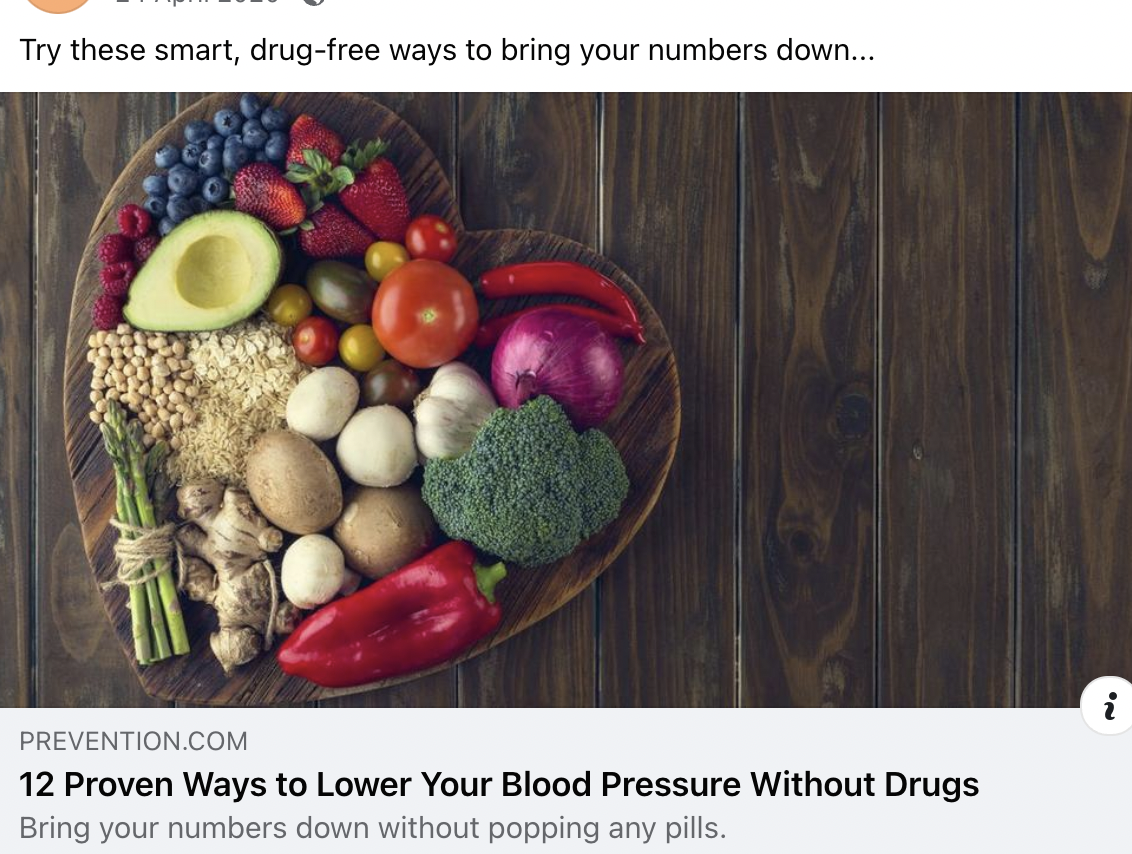 Try these smart, drug-free ways to bring your numbers down...
i
PREVENTION.COM
12 Proven Ways to Lower Your Blood Pressure Without Drugs
Bring your numbers down without popping any pills.